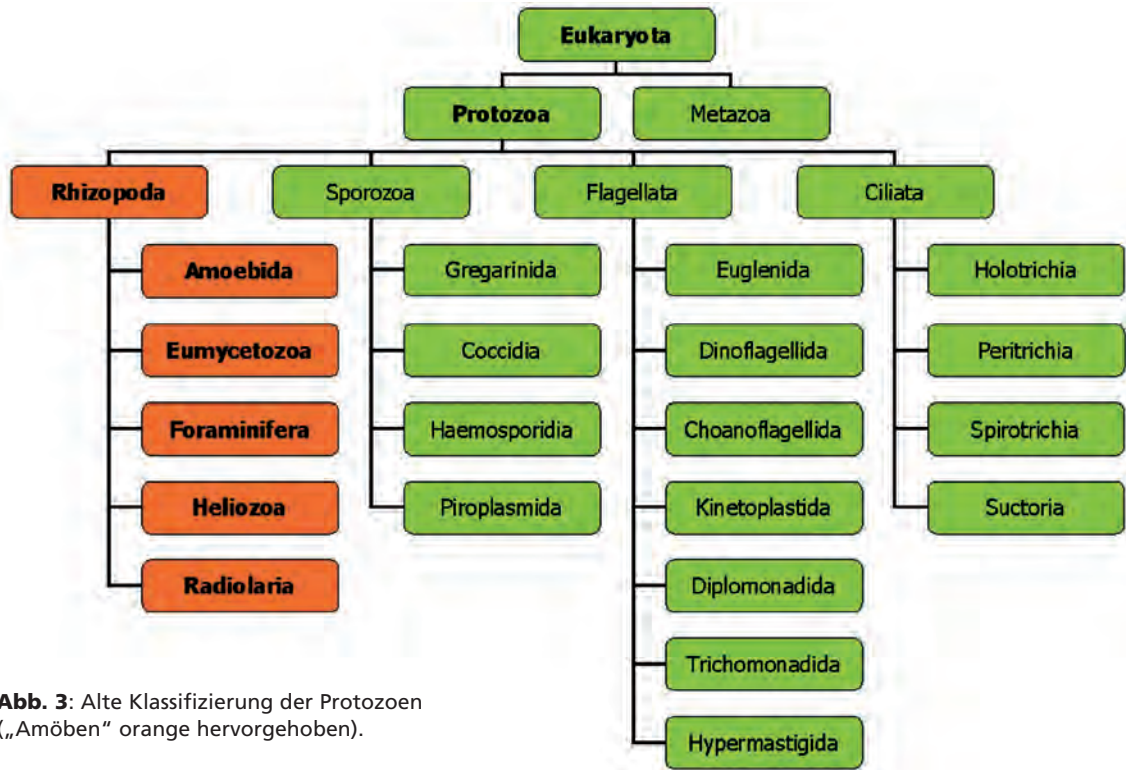 Eukaryota
Protozoa
Metazoa
Rhizopoda
Sporozoa
Flagellata
Ciliata
Amoebida
Gregarinida
Euglenida
Holotrichia
Eumycetozoa
Coccidia
Dinoflagellida
Peritrichia
Foraminifera
Haemosporidia
Choanoflagellida
Spirotrichia
Heliozoa
Piroplasmida
Kinetoplastida
Suctoria
Radiolaria
Diplomonadida
Trichomonadida
Hypermastigida
Abb. 3: Alte Klassifizierung der Protozoen
(„Amöben“ orange hervorgehoben).